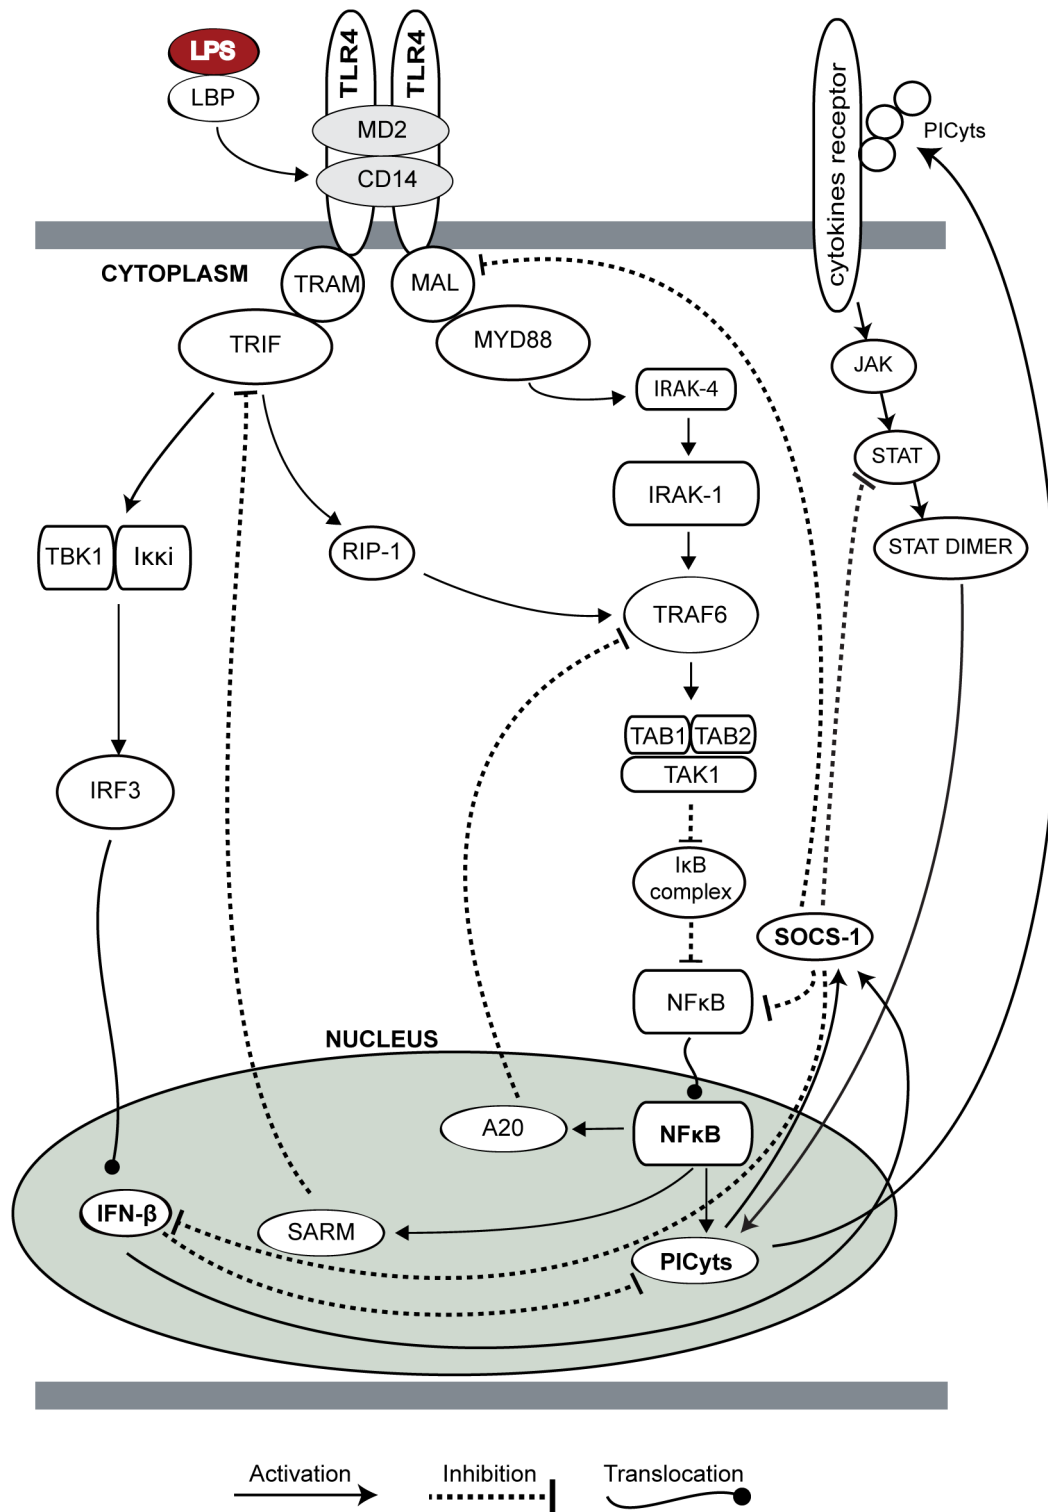 LPS
LBP
TLR4
TLR4
MD2
CD14
cytokines receptor
PICyts
CYTOPLASM
TRAM
MAL
TRIF
MYD88
JAK
IRAK-4
STAT
IRAK-1
TBK1
Iκκi
RIP-1
STAT DIMER
TRAF6
TAB1
TAB2
TAK1
IRF3
IκB
complex
SOCS-1
NFκB
NUCLEUS
A20
NFκB
IFN-β
SARM
PICyts
Activation
Inhibition
Translocation